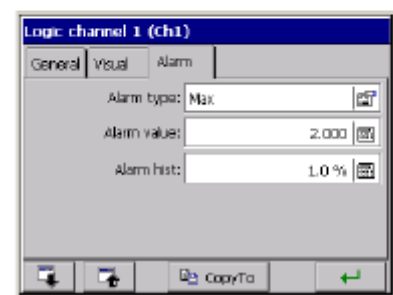 Logic channel 1 (Ch1)
General Visual Alarm
Alarm type: Max
Alarm value: 2.000
Alarm hist: 1.0 %
CopyTo